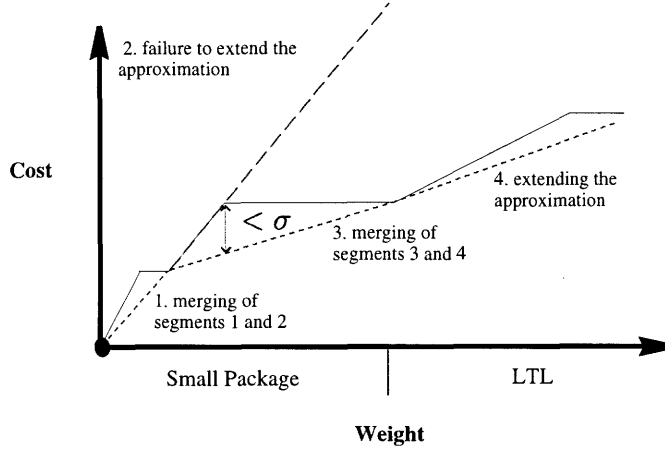 2. failure to extend the
approximation
Cost
< σ
4. extending the
approximation
3. merging of
segments 3 and 4
1. merging of
segments 1 and 2
Small Package
LTL
Weight